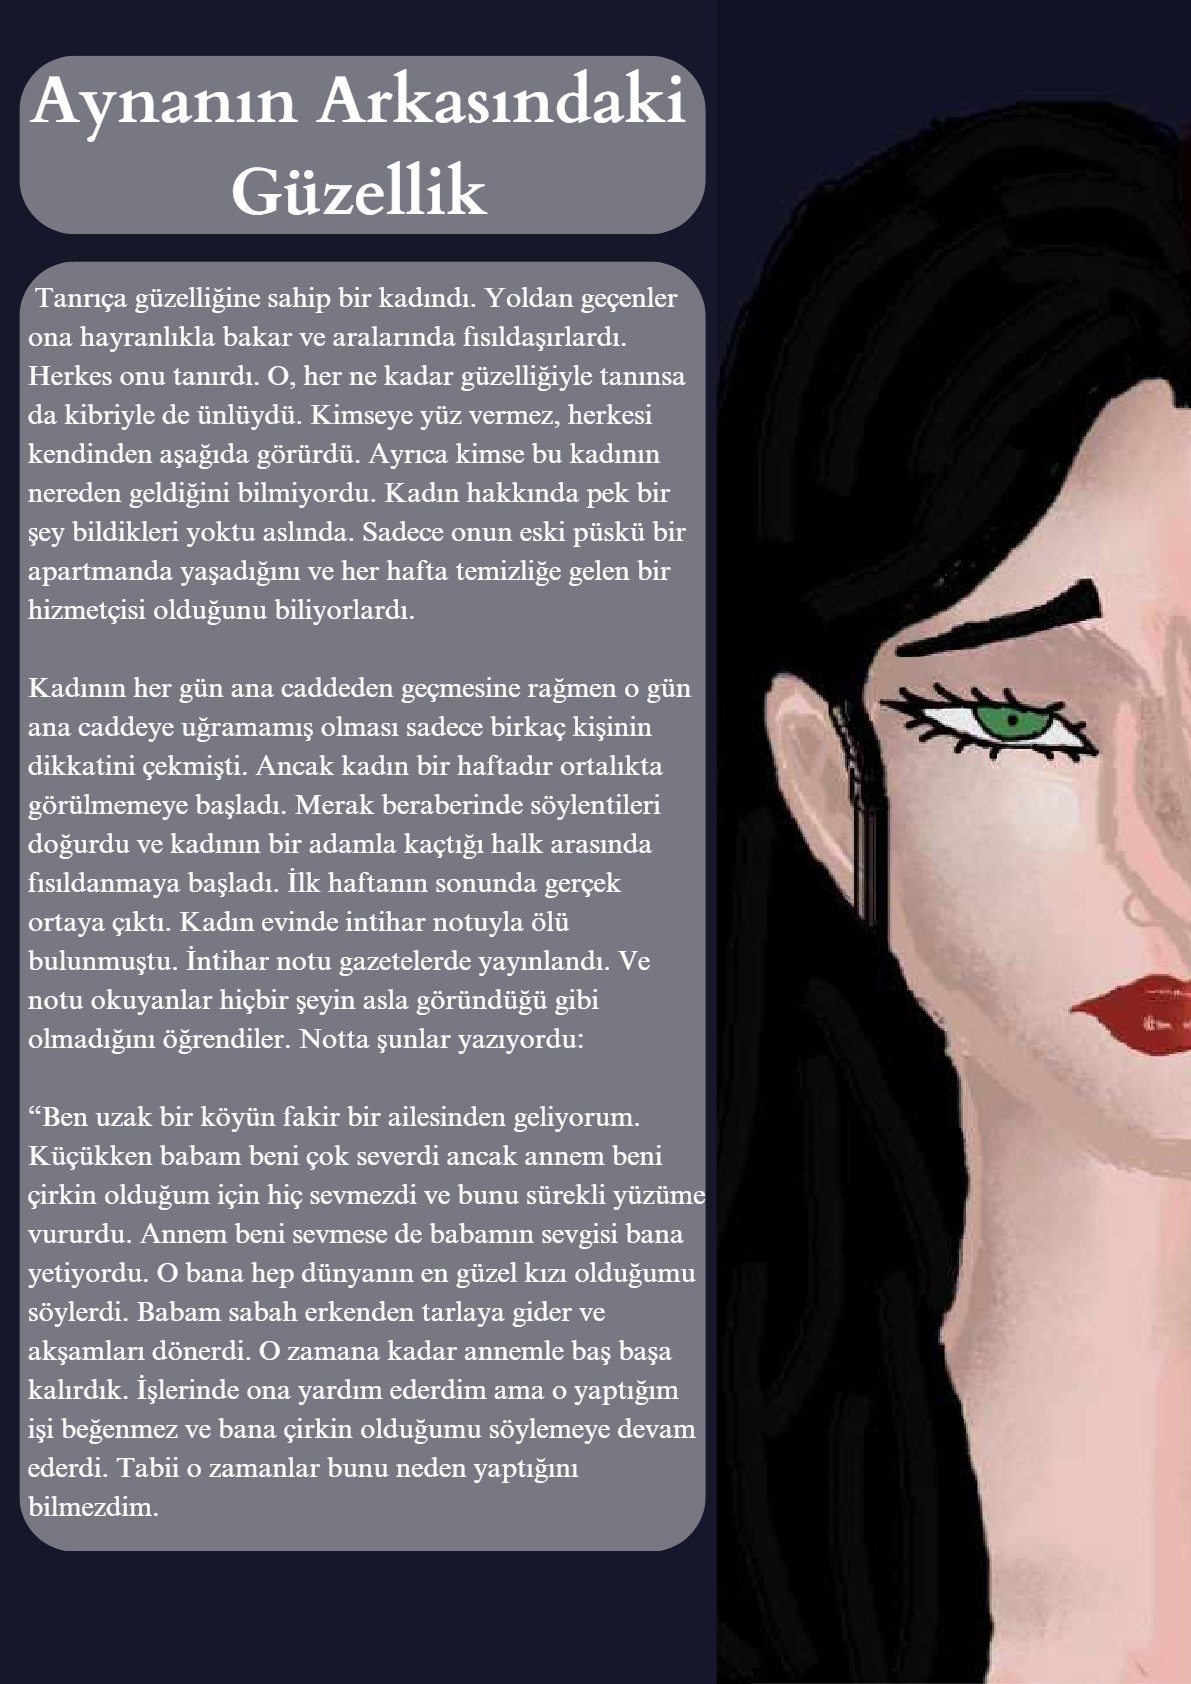 Aynanın Arkasındaki
Güzellik
Tanrıça güzelliğine sahip bir kadındı. Yoldan geçenler
ona hayranlıkla bakar ve aralarında fısıldaşırlardı.
Herkes onu tanırdı. O, her ne kadar güzelliğiyle tanınsa
da kibriyle de ünlüydü. Kimseye yüz vermez, herkesi
kendinden aşağıda görürdü. Ayrıca kimse bu kadının
nereden geldiğini bilmiyordu. Kadın hakkında pek bir
şey bildikleri yoktu aslında. Sadece onun eski püskü bir
apartmanda yaşadığını ve her hafta temizliğe gelen bir
hizmetçisi olduğunu biliyorlardı.
Kadının her gün ana caddeden geçmesine rağmen o gün
ana caddeye uğramamış olması sadece birkaç kişinin
dikkatini çekmişti. Ancak kadın bir haftadır ortalıkta
görülmemeye başladı. Merak beraberinde söylentileri
doğurdu ve kadının bir adamla kaçtığı halk arasında
fısıldanmaya başladı. İlk haftanın sonunda gerçek
ortaya çıktı. Kadın evinde intihar notuyla ölü
bulunmuştu. İntihar notu gazetelerde yayınlandı. Ve
notu okuyanlar hiçbir şeyin asla göründüğü gibi
olmadığını öğrendiler. Notta şunlar yazıyordu:
“Ben uzak bir köyün fakir bir ailesinden geliyorum.
Küçükken babam beni çok severdi ancak annem beni
çirkin olduğum için hiç sevmezdi ve bunu sürekli yüzüme
vururdu. Annem beni sevmese de babamın sevgisi bana
yetiyordu. O bana hep dünyanın en güzel kızı olduğumu
söylerdi. Babam sabah erkenden tarlaya gider ve
akşamları dönerdi. O zamana kadar annemle baş başa
kalırdık. İşlerinde ona yardım ederdim ama o yaptığım
işi beğenmez ve bana çirkin olduğumu söylemeye devam
ederdi. Tabii o zamanlar bunu neden yaptığını
bilmezdim.